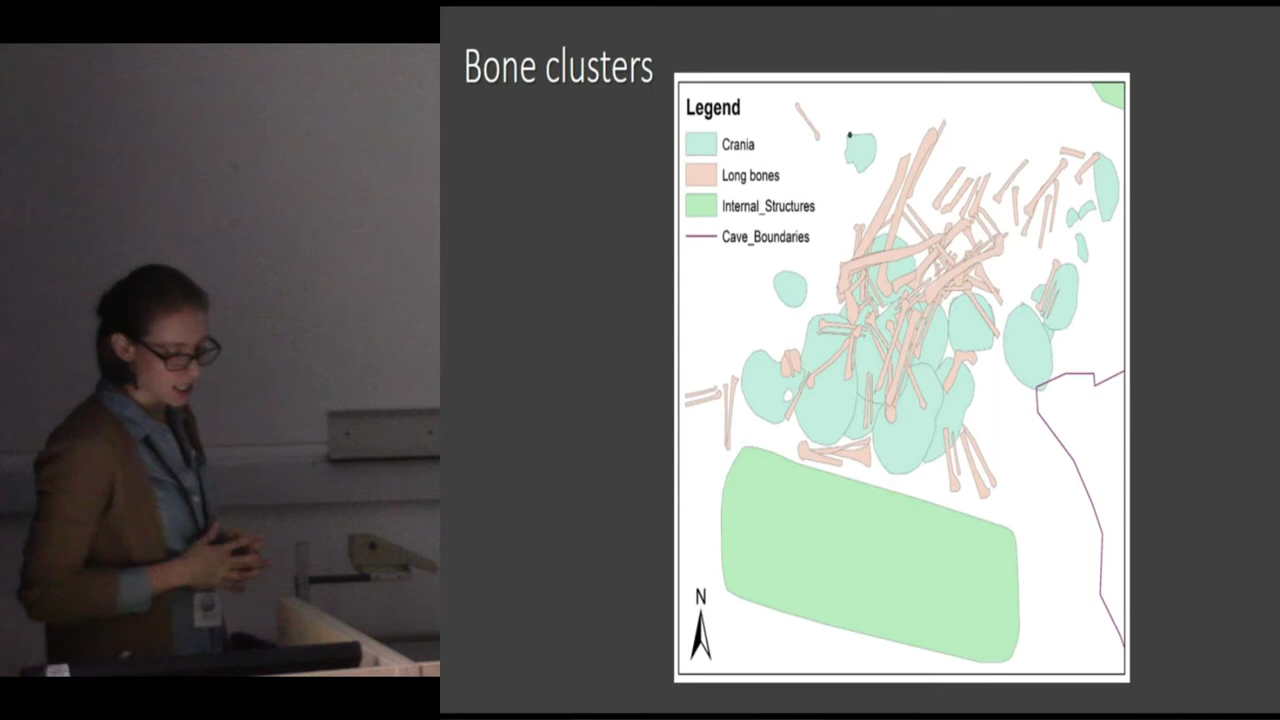 Bone clusters
Legend
Crania
Long bones
Internal_Structures
Cave_Boundaries
N